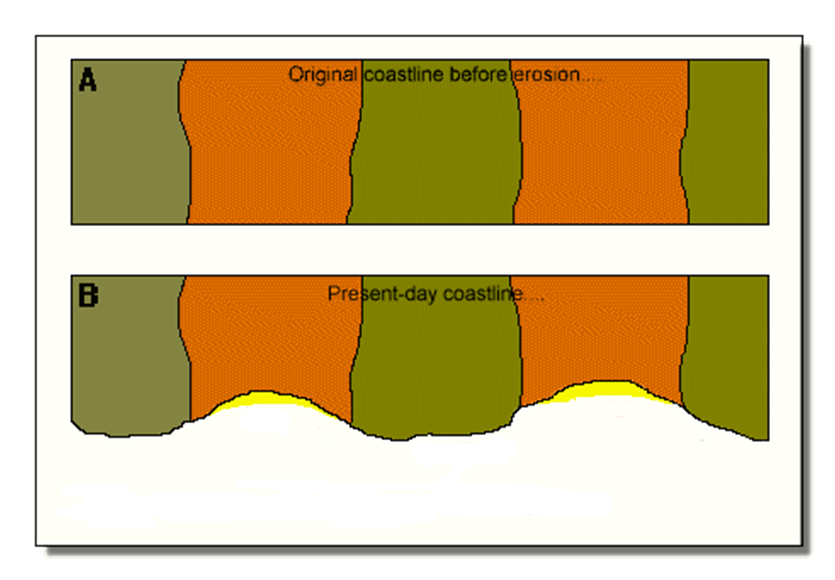 A
Original coastline before erosion....
B
Present-day coastline....